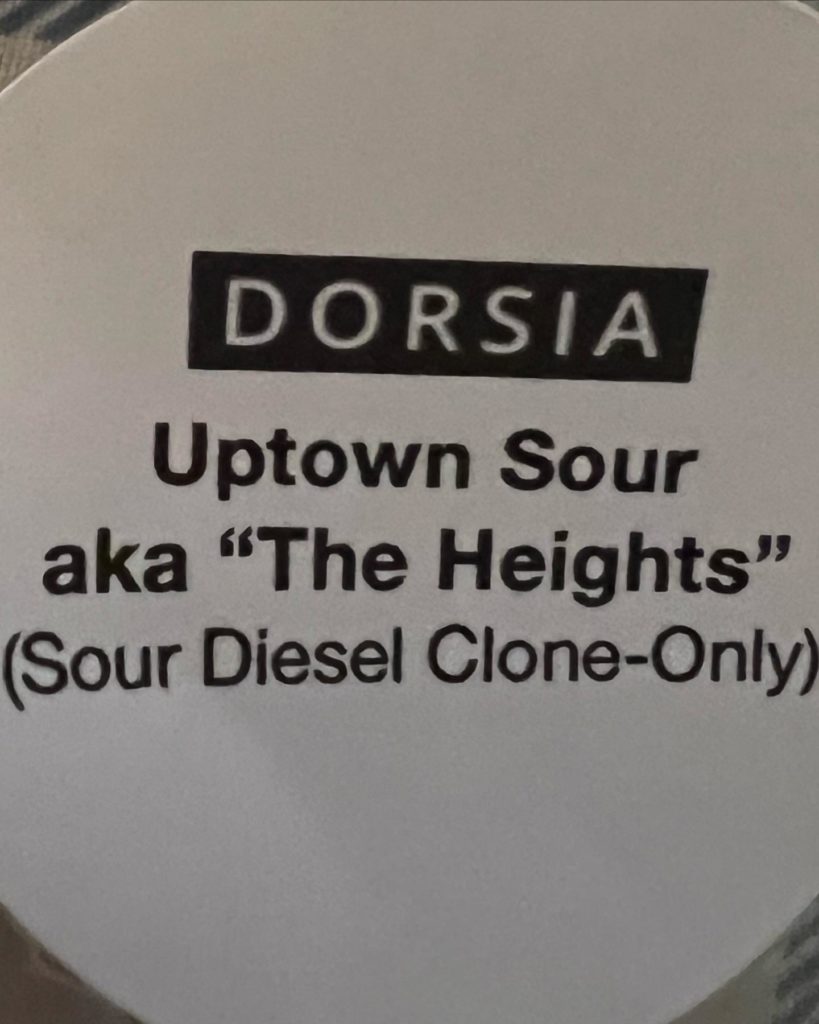 DORSIA
Uptown Sour
aka “The Heights”
(Sour Diesel Clone-Only)